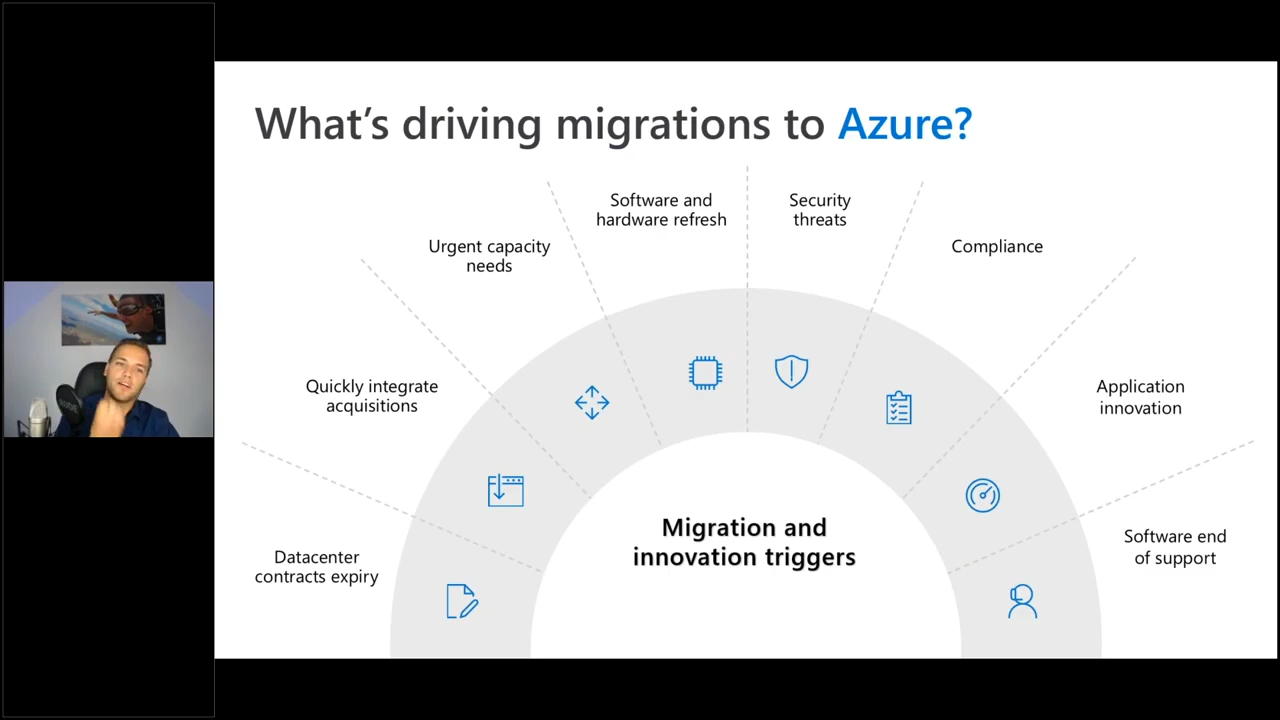 What's driving migrations to Azure?
Software and
hardware refresh
Security
threats
Urgent capacity
needs
Compliance
Quickly integrate
acquisitions
Application
innovation
Datacenter
contracts expiry
Software end
of support
Migration and
innovation triggers